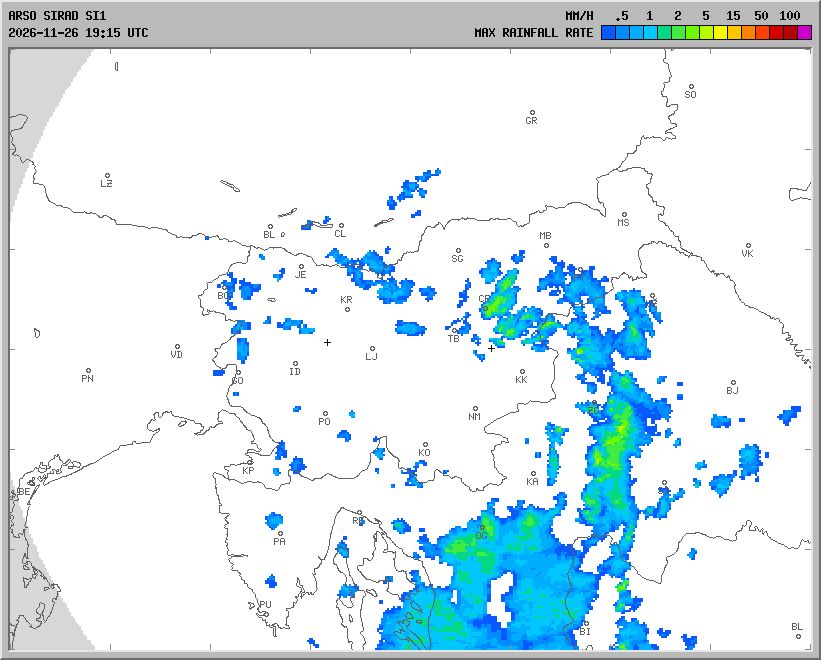 ARSO SIRAD SI1
MM/H .5 1 2 5 15 50 100
2026-11-26 19:15 UTC
MAX RAINFALL RATE
SO
GR
LZ
MS
BL
CL
MB
VK
SG
JE
BO
KR
CE
TB
LJ
VD
ID
GO
KK
PN
BJ
NM
PO
KO
KP
KA
BE
RI
OG
PA
PU
BI
BL